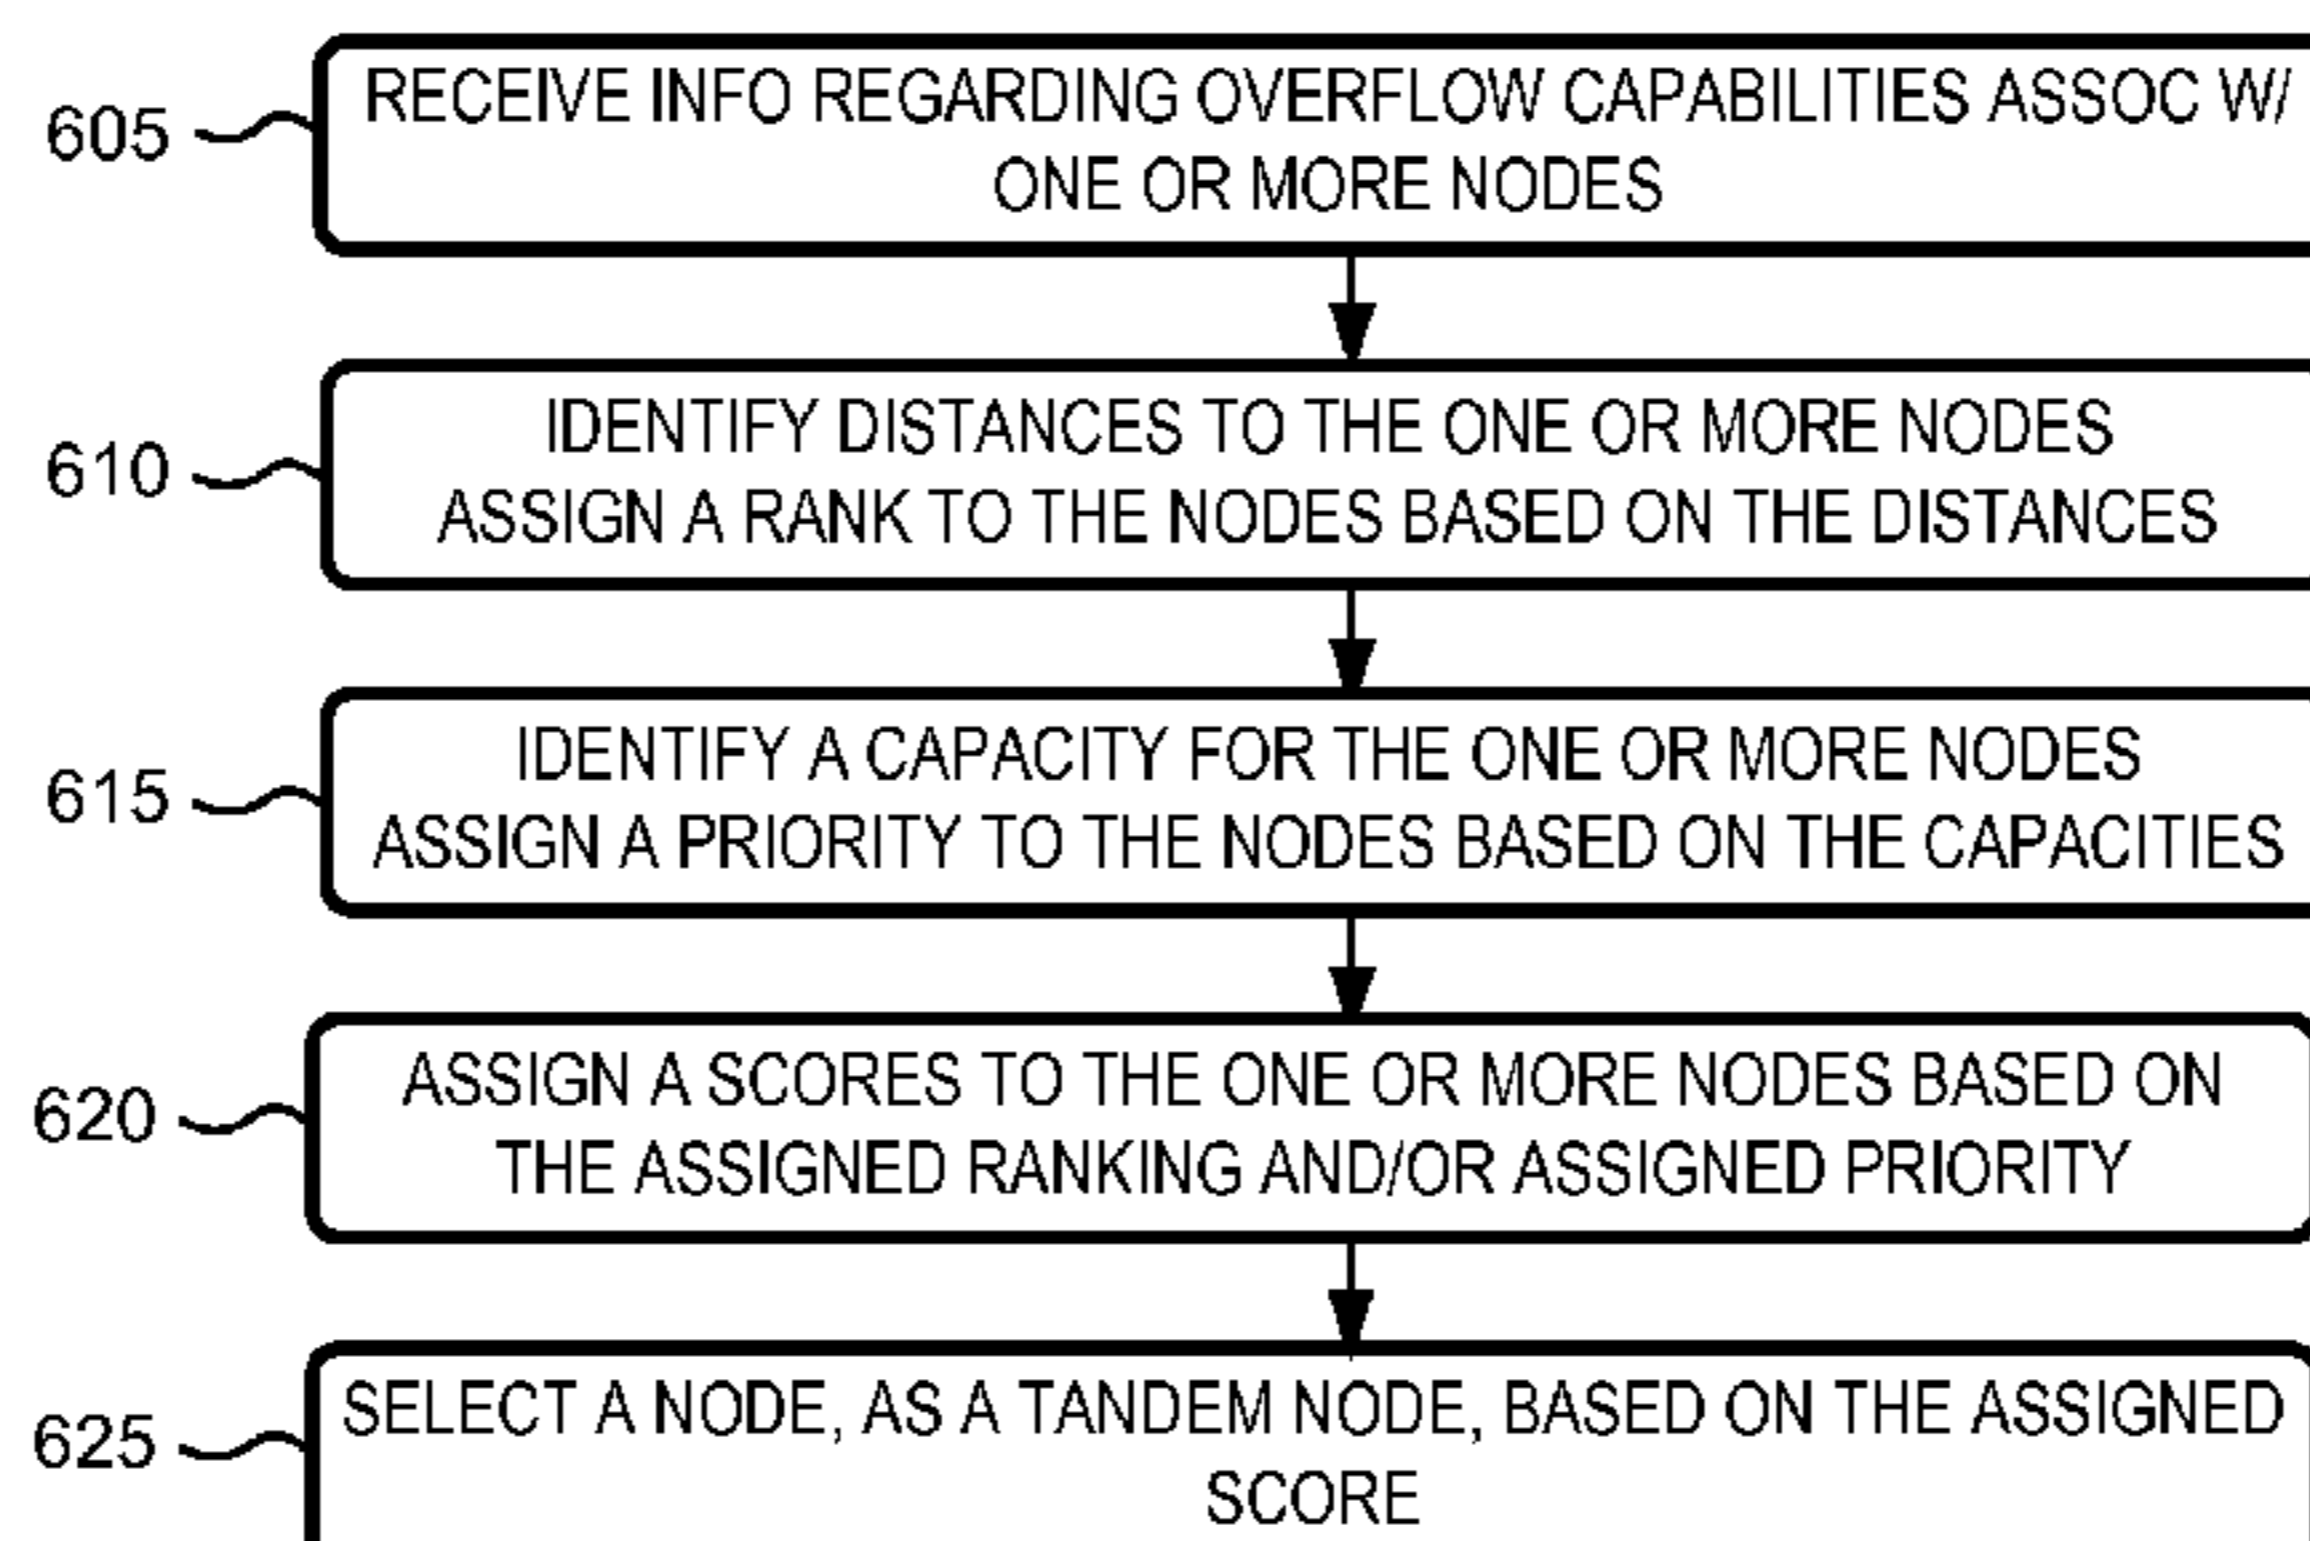 605
RECEIVE INFO REGARDING OVERFLOW CAPABILITIES ASSOC W/
ONE OR MORE NODES
610
IDENTIFY DISTANCES TO THE ONE OR MORE NODES
ASSIGN A RANK TO THE NODES BASED ON THE DISTANCES
615
IDENTIFY A CAPACITY FOR THE ONE OR MORE NODES
ASSIGN A PRIORITY TO THE NODES BASED ON THE CAPACITIES
620
ASSIGN A SCORES TO THE ONE OR MORE NODES BASED ON
THE ASSIGNED RANKING AND/OR ASSIGNED PRIORITY
625
SELECT A NODE, AS A TANDEM NODE, BASED ON THE ASSIGNED
SCORE